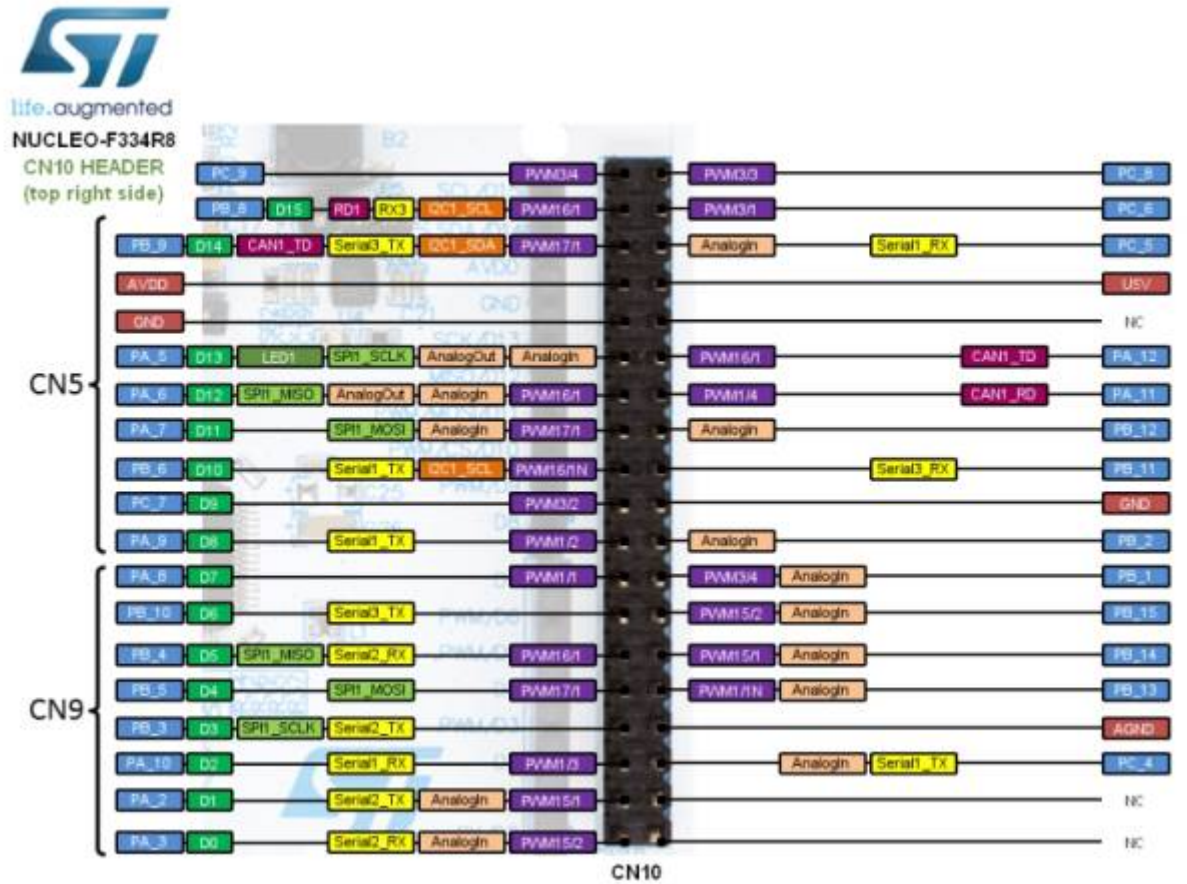 life.augmented
NUCLEO-F334R8
CN10 HEADER
(top right side)
B2
PC_9 PWM3/4 PWM3/3 PC_8
PB_8 D15 RD1 RX3 I2C1_SCL PWM16/1 PWM3/1 PC_6
PB_9 D14 CAN1_TD Serial3_TX I2C1_SDA PWM17/1 AnalogIn Serial1_RX PC_5
AVDD U5V
GND NC
CN5
PA_5 D13 LED1 SPI1_SCLK AnalogOut AnalogIn PWM16/1 CAN1_TD PA_12
PA_6 D12 SPI1_MISO AnalogOut AnalogIn PWM16/1 PWM1/4 CAN1_RD PA_11
PA_7 D11 SPI1_MOSI AnalogIn PWM17/1 AnalogIn PB_12
PB_6 D10 Serial1_TX I2C1_SCL PWM16/1N Serial3_RX PB_11
PC_7 D9 PWM3/2 GND
PA_9 D8 Serial1_TX PWM1/2 AnalogIn PB_2
CN9
PA_8 D7 PWM1/1 PWM3/4 AnalogIn PB_1
PB_10 D6 Serial3_TX PWM15/2 AnalogIn PB_15
PB_4 D5 SPI1_MISO Serial2_RX PWM16/1 PWM15/1 AnalogIn PB_14
PB_5 D4 SPI1_MOSI PWM17/1 PWM1/1N AnalogIn PB_13
PB_3 D3 SPI1_SCLK Serial2_TX PWM/D3 AGND
PA_10 D2 Serial1_RX PWM1/3 AnalogIn Serial1_TX PC_4
PA_2 D1 Serial2_TX AnalogIn PWM15/1 NC
PA_3 D0 Serial2_RX AnalogIn PWM15/2 NC
CN10